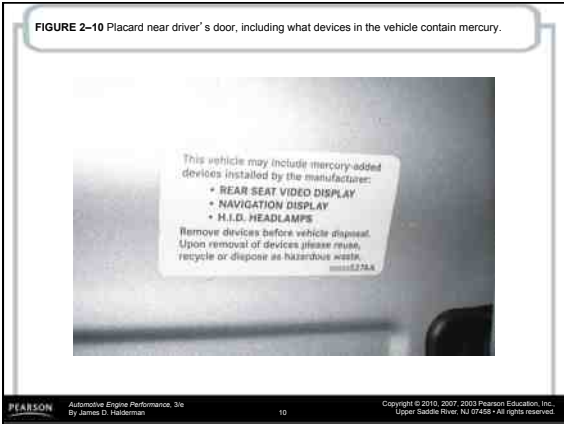 FIGURE 2–10 Placard near driver's door, including what devices in the vehicle contain mercury.
This vehicle may include mercury-added
devices installed by the manufacturer:
• REAR SEAT VIDEO DISPLAY
• NAVIGATION DISPLAY
• H.I.D. HEADLAMPS
Remove devices before vehicle disposal.
Upon removal of devices please reuse,
recycle or dispose as hazardous waste.
PEARSON
Automotive Engine Performance, 3/e
By James D. Halderman
10
Copyright © 2010, 2007, 2003 Pearson Education, Inc.,
Upper Saddle River, NJ 07458 • All rights reserved.